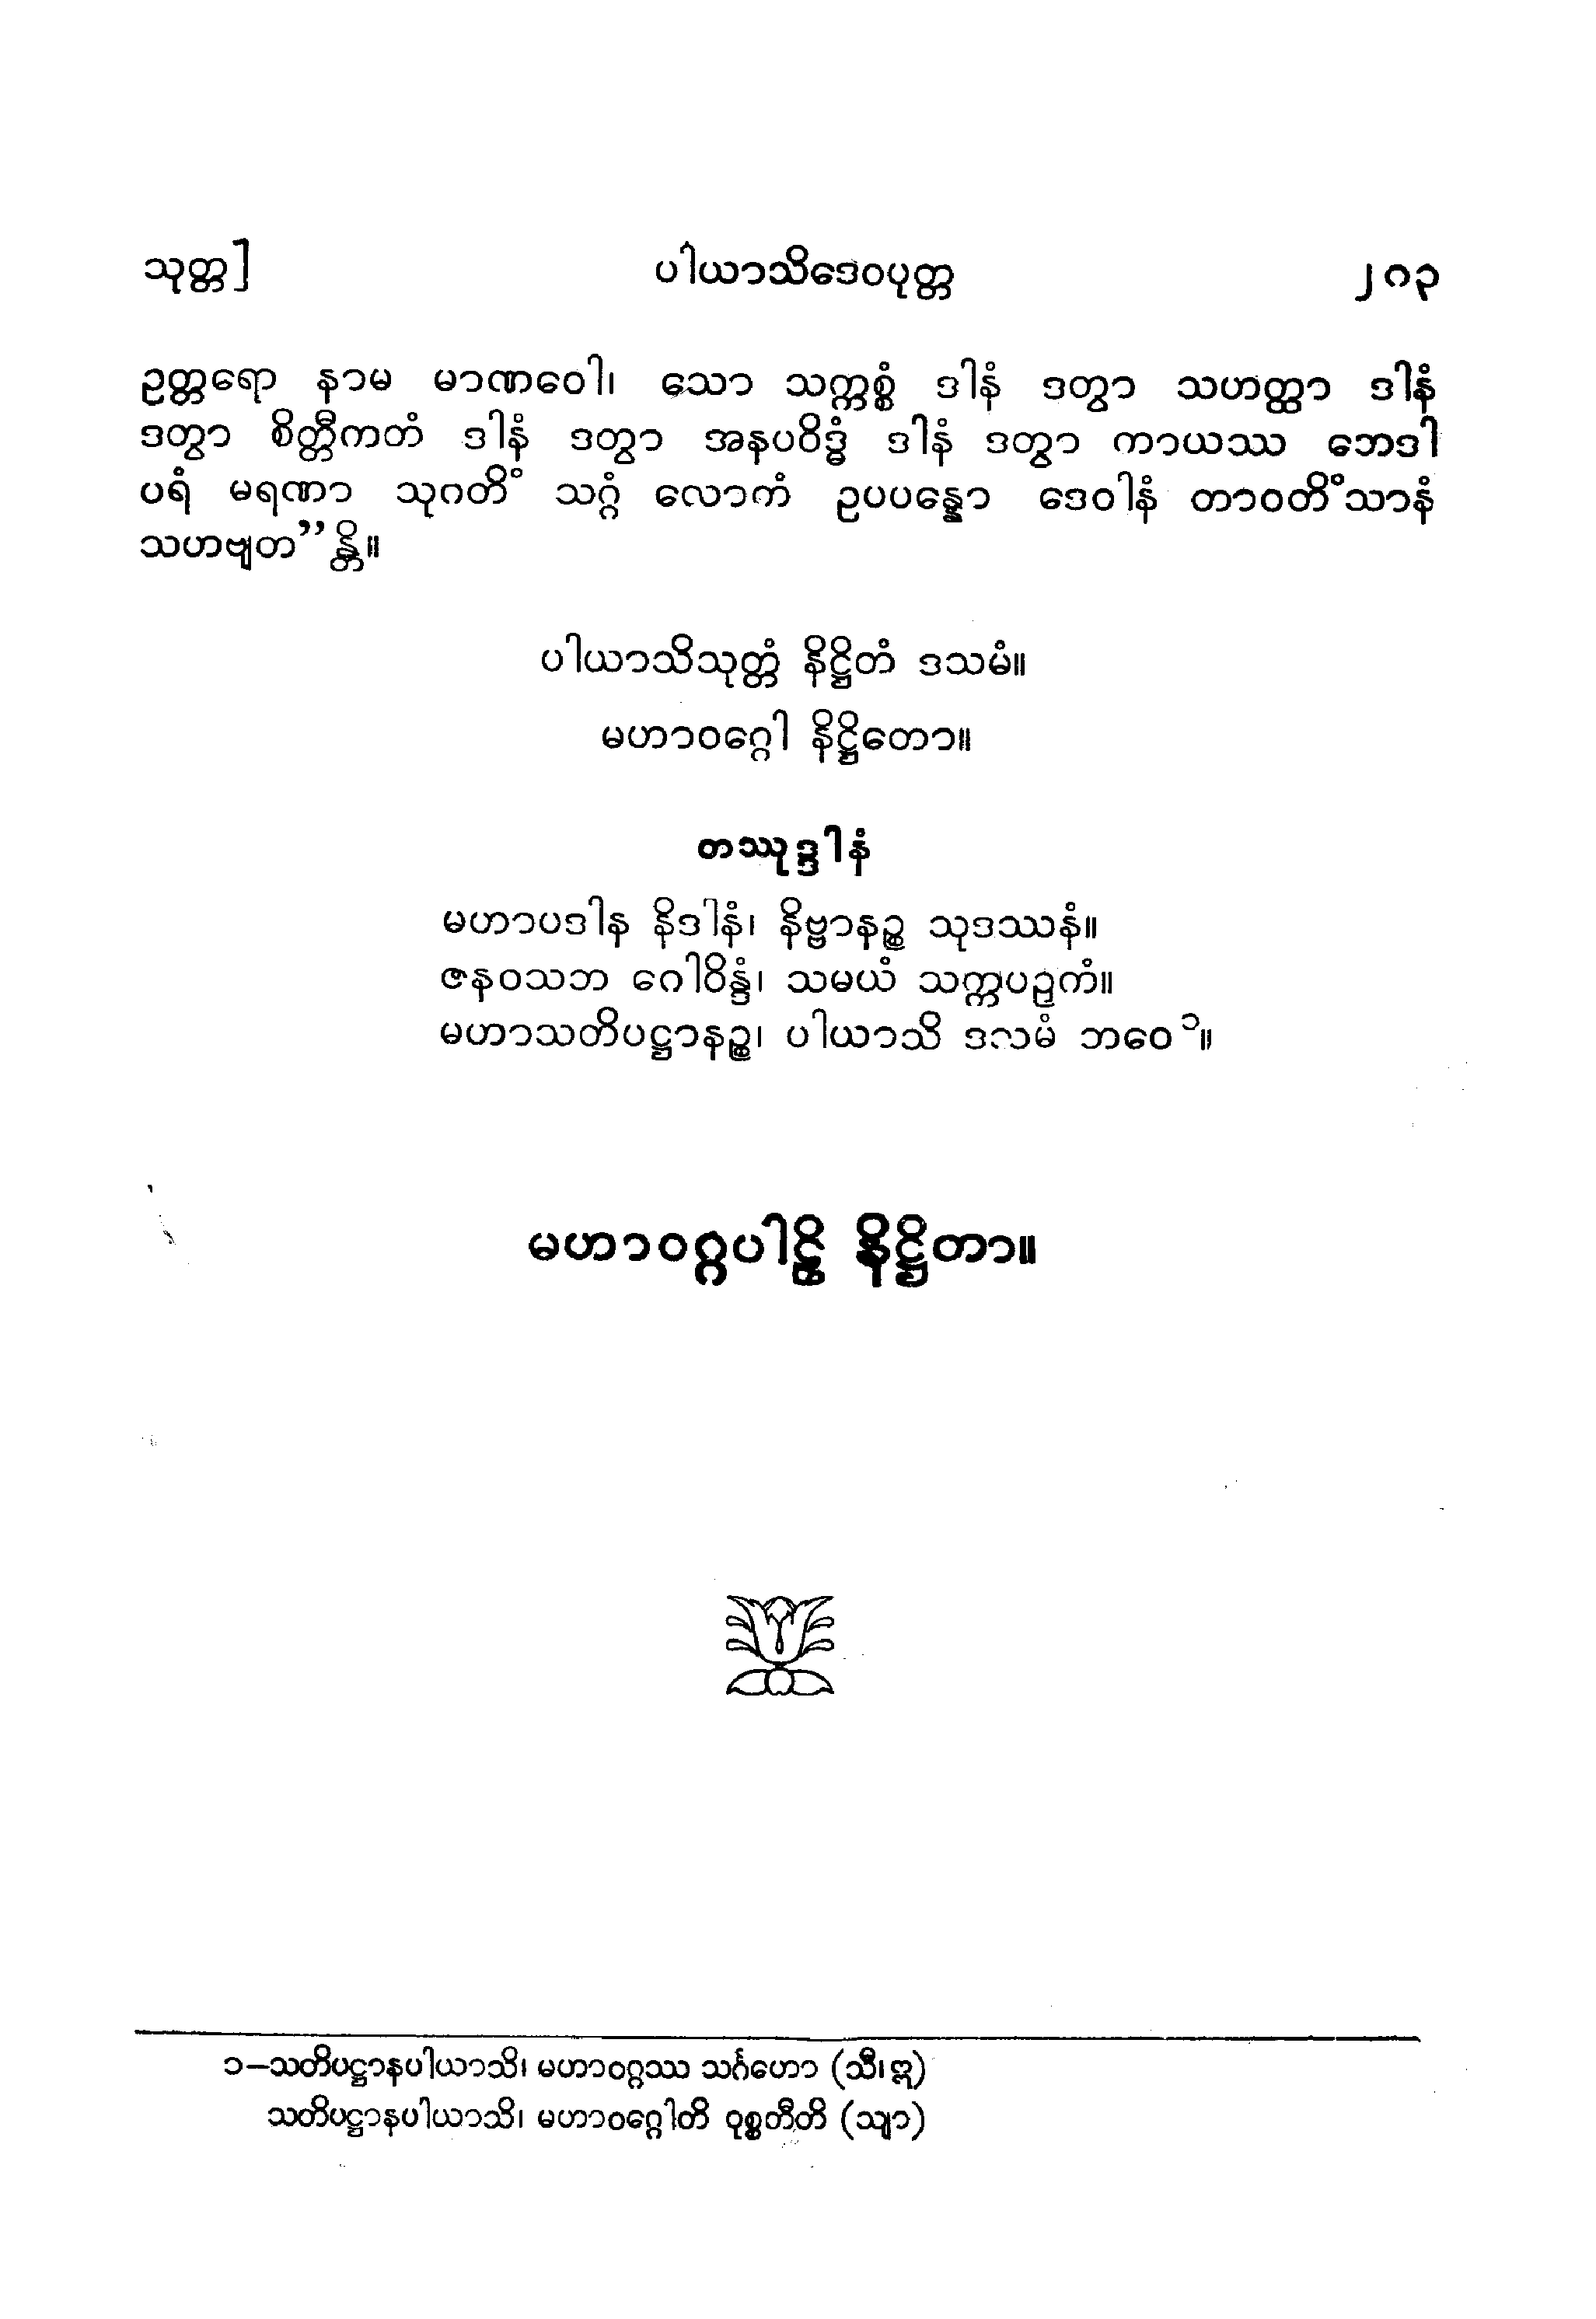 သုတ္တ]
ပါယာသိဒေဝပုတ္တ
၂၈၃
ဥတ္တရော နာမ မာဏဝေါ၊ သော သက္ကစ္စံ ဒါနံ ဒတွာ သဟတ္ထာ ဒါနံ
ဒတွာ စိတ္တီကတံ ဒါနံ ဒတွာ အနပဝိဒ္ဓံ ဒါနံ ဒတွာ ကာယဿ ဘေဒါ
ပရံ မရဏာ သုဂတိံ သဂ္ဂံ လောကံ ဥပပန္နော ဒေဝါနံ တာဝတိံသာနံ
သဟဗျတ”န္တိ။
ပါယာသိသုတ္တံ နိဋ္ဌိတံ ဒသမံ။
မဟာဝဂ္ဂေါ နိဋ္ဌိတော။
တဿုဒ္ဒါနံ
မဟာပဒါန နိဒါနံ၊ နိဗ္ဗာနဉ္စ သုဒဿနံ။
ဇနဝသဘ ဂေါဝိန္ဒံ၊ သမယံ သက္ကပဉှကံ။
မဟာသတိပဋ္ဌာနဉ္စ၊ ပါယာသိ ဒသမံ ဘဝေ ၁။
မဟာဝဂ္ဂပါဠိ နိဋ္ဌိတာ။
၁–သတိပဋ္ဌာနပါယာသိ၊ မဟာဝဂ္ဂဿ သင်္ဂဟော (သီ၊ ဣ)
သတိပဋ္ဌာနပါယာသိ၊ မဟာဝဂ္ဂေါတိ ဝုစ္စတီတိ (သျာ)